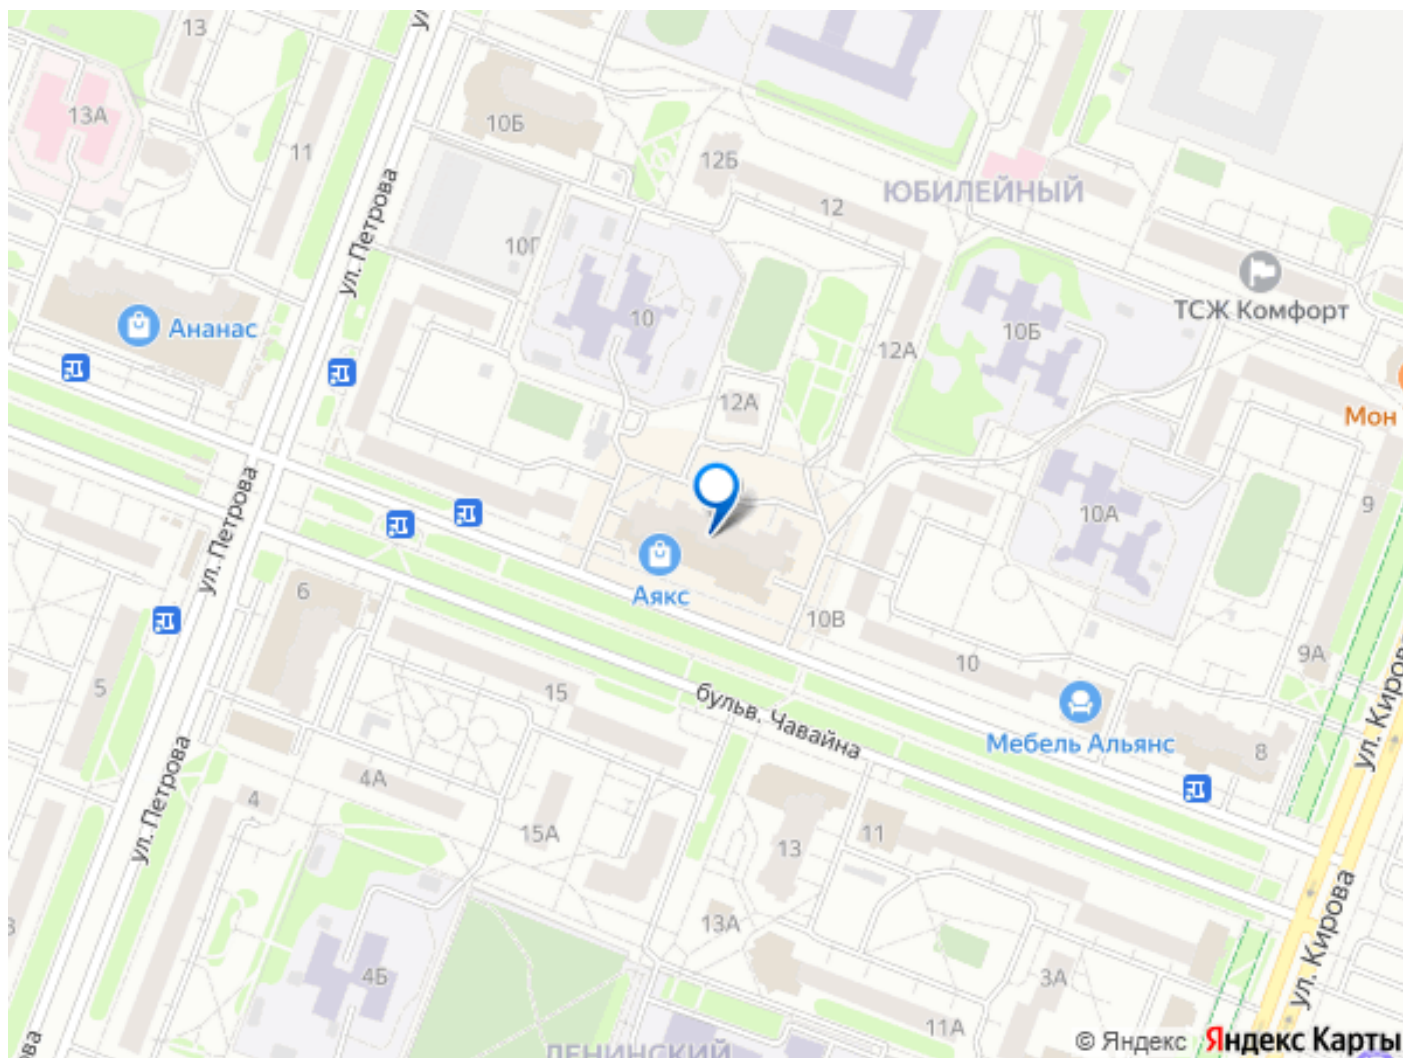 13
13А
11
10Б
12Б
12
ЮБИЛЕЙНЫЙ
ул. Петрова
10Г
10
10Б
ТСЖ Комфорт
Ананас
12А
12А
Мон
ул. Петрова
10А
9
6
Аякс
10В
10
9А
5
15
бульв. Чавайна
Мебель Альянс
8
ул. Кирова
ул. Петрова
4А
4
15А
13
11
13А
4Б
3А
11А
ул. Кирова
ЛЕНИНСКИЙ
© Яндекс Яндекс Карты